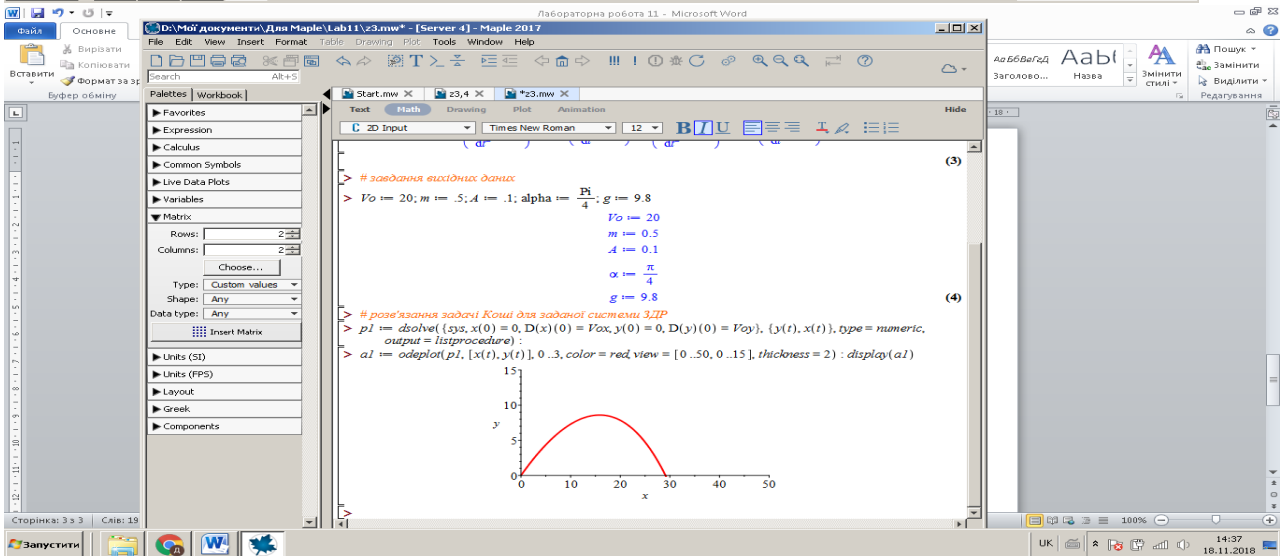 Лабораторна робота 11 - Microsoft Word
Файл Основне
Вирізати
Копіювати
Вставити
Формат за зр
Буфер обміну
АаБбВвГгД АаЬІ
Заголово... Назва
Змінити стилі
Пошук
Замінити
Виділити
Редагування
D:\Мої документи\Для Maple\Lab11\z3.mw* - [Server 4] - Maple 2017
File Edit View Insert Format Table Drawing Plot Tools Window Help
Search Alt+S
Palettes Workbook
Start.mw z3,4 *z3.mw
Text Math Drawing Plot Animation Hide
C 2D Input Times New Roman 12 B I U
Favorites
Expression
Calculus
Common Symbols
Live Data Plots
Variables
Matrix
Rows: 2
Columns: 2
Choose...
Type: Custom values
Shape: Any
Data type: Any
Insert Matrix
Units (SI)
Units (FPS)
Layout
Greek
Components
(3)
> # завдання вихідних даних
> Vo := 20; m := .5; A := .1; alpha := Pi/4; g := 9.8
Vo := 20
m := 0.5
A := 0.1
α := π/4
g := 9.8 (4)
> # розв'язання задачі Коші для заданої системи ЗДР
> p1 := dsolve({sys, x(0) = 0, D(x)(0) = Vox, y(0) = 0, D(y)(0) = Voy}, {y(t), x(t)}, type = numeric,
output = listprocedure) :
> a1 := odeplot(p1, [x(t), y(t)], 0 ..3, color = red, view = [0 ..50, 0 ..15], thickness = 2) : display(a1)
15
10
y
5
0
0 10 20 30 40 50
x
>
Сторінка: 3 з 3 Слів: 19
100%
Запустити
UK
14:37
18.11.2018